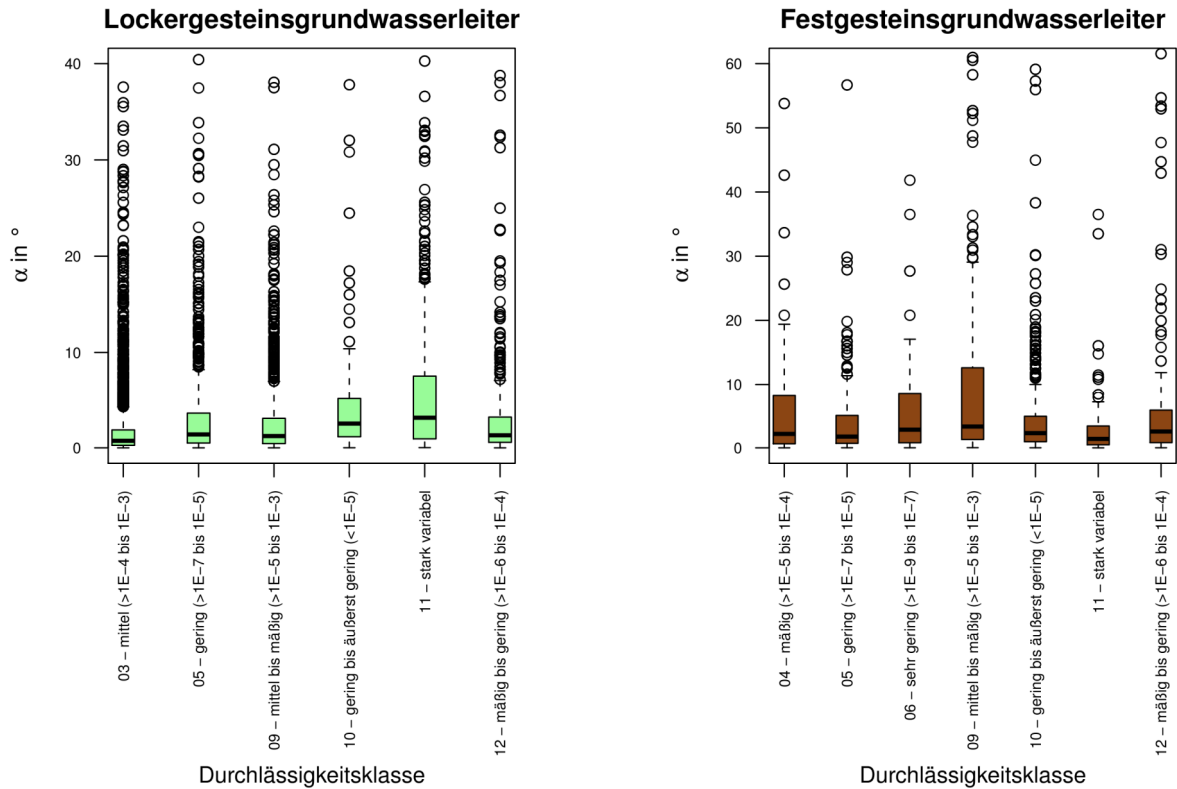 Lockergesteinsgrundwasserleiter
α in °
40
30
20
10
0
03 − mittel (>1E−4 bis 1E−3)
05 − gering (>1E−7 bis 1E−5)
09 − mittel bis mäßig (>1E−5 bis 1E−3)
10 − gering bis äußerst gering (<1E−5)
11 − stark variabel
12 − mäßig bis gering (>1E−6 bis 1E−4)
Durchlässigkeitsklasse
Festgesteinsgrundwasserleiter
α in °
60
50
40
30
20
10
0
04 − mäßig (>1E−5 bis 1E−4)
05 − gering (>1E−7 bis 1E−5)
06 − sehr gering (>1E−9 bis 1E−7)
09 − mittel bis mäßig (>1E−5 bis 1E−3)
10 − gering bis äußerst gering (<1E−5)
11 − stark variabel
12 − mäßig bis gering (>1E−6 bis 1E−4)
Durchlässigkeitsklasse